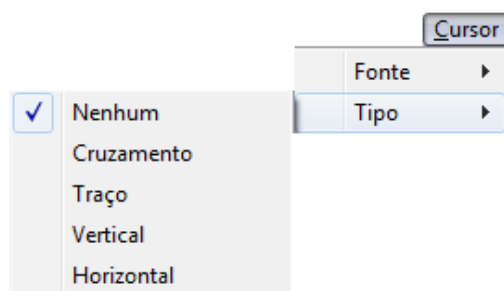 Cursor
Fonte
Tipo
Nenhum
Cruzamento
Traço
Vertical
Horizontal